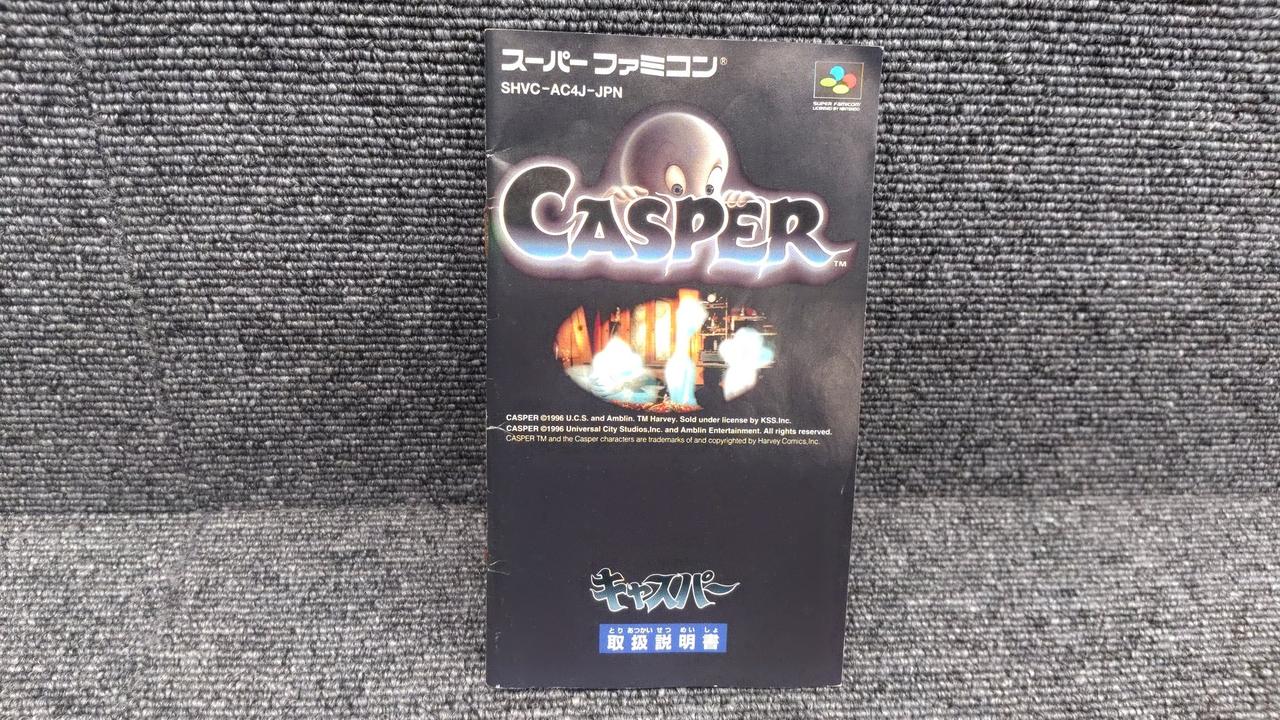 スーパーファミコン®
SHVC-AC4J-JPN
SUPER FAMICOM
LICENSED BY NINTENDO
CASPER™
CASPER ©1996 U.C.S. and Amblin. TM Harvey. Sold under license by KSS.Inc.
CASPER ©1996 Universal City Studios,Inc. and Amblin Entertainment. All rights reserved.
CASPER TM and the Casper characters are trademarks of and copyrighted by Harvey Comics,Inc.
キャスパー
とりあつかいせつめいしょ
取扱説明書